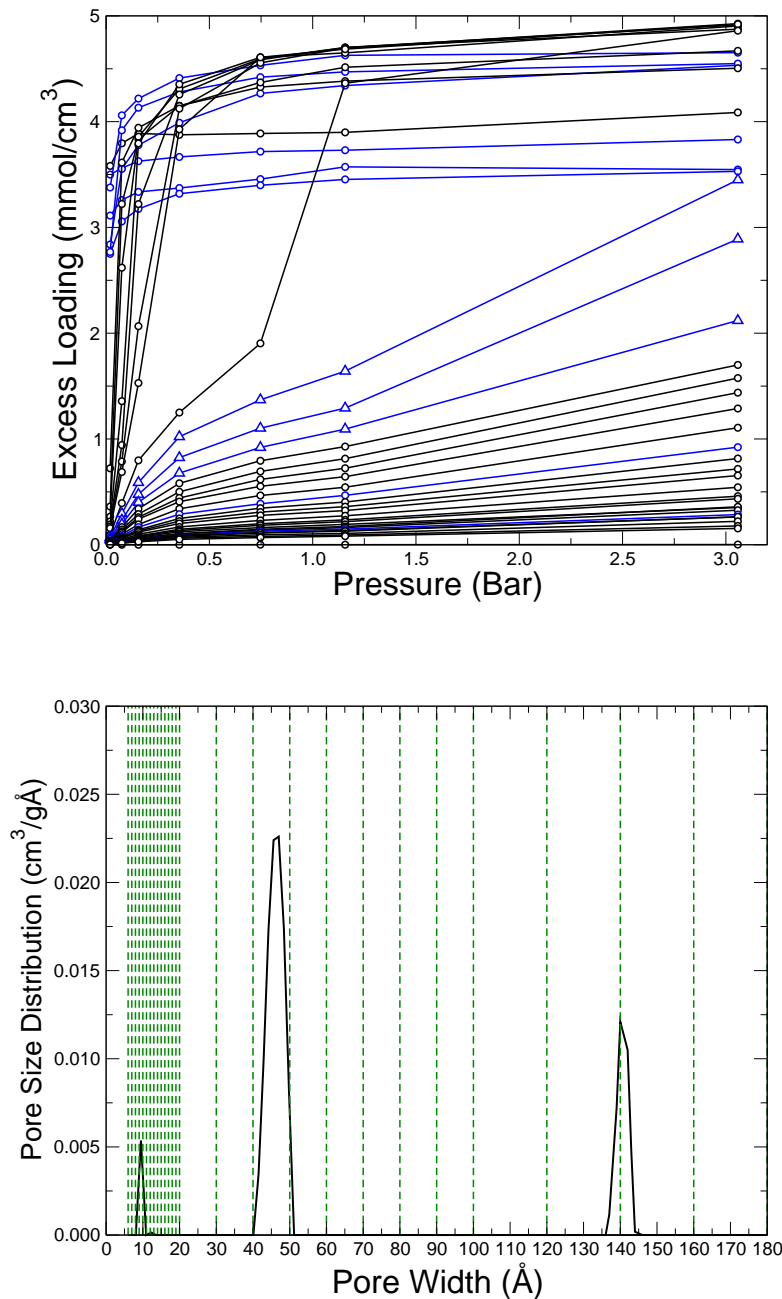 5
4
3
2
1
0
Excess Loading (mmol/cm³)
0.0 0.5 1.0 1.5 2.0 2.5 3.0
Pressure (Bar)
0.030
0.025
0.020
0.015
0.010
0.005
0.000
Pore Size Distribution (cm³/gÅ)
0 10 20 30 40 50 60 70 80 90 100 110 120 130 140 150 160 170 180
Pore Width (Å)